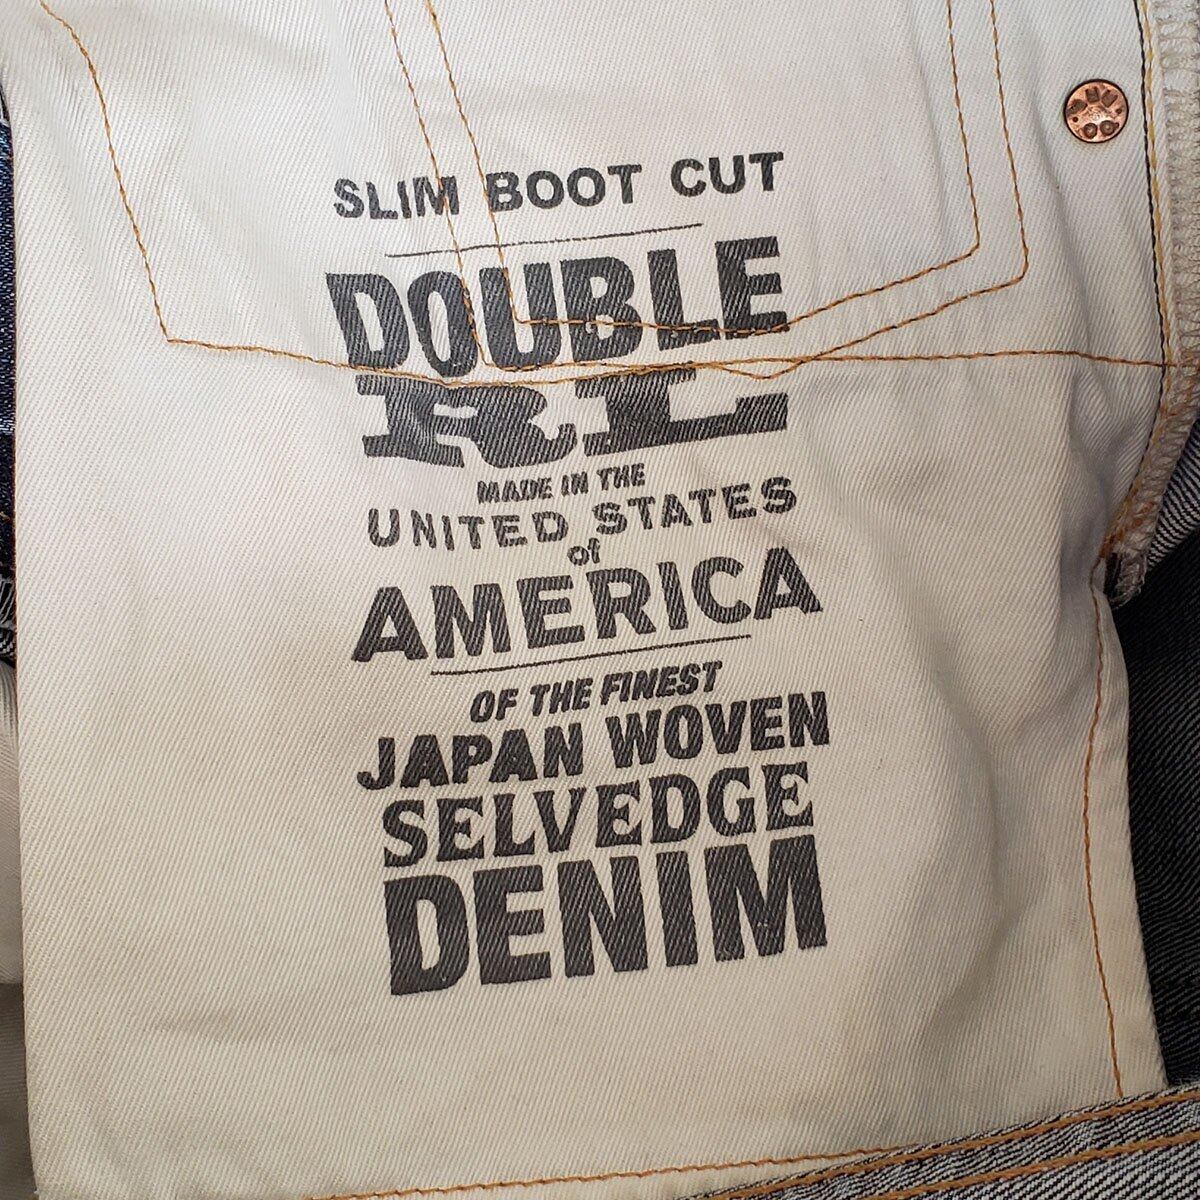 SLIM BOOT CUT
DOUBLE
RL
MADE IN THE
UNITED STATES
of
AMERICA
OF THE FINEST
JAPAN WOVEN
SELVEDGE
DENIM